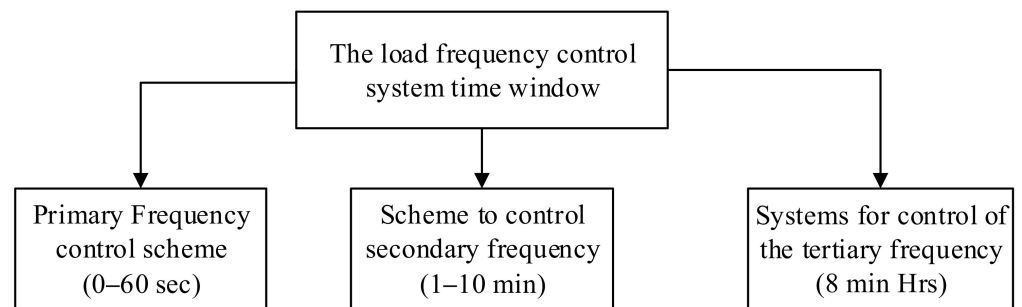 The load frequency control
system time window
Primary Frequency
control scheme
(0–60 sec)
Scheme to control
secondary frequency
(1–10 min)
Systems for control of
the tertiary frequency
(8 min Hrs)